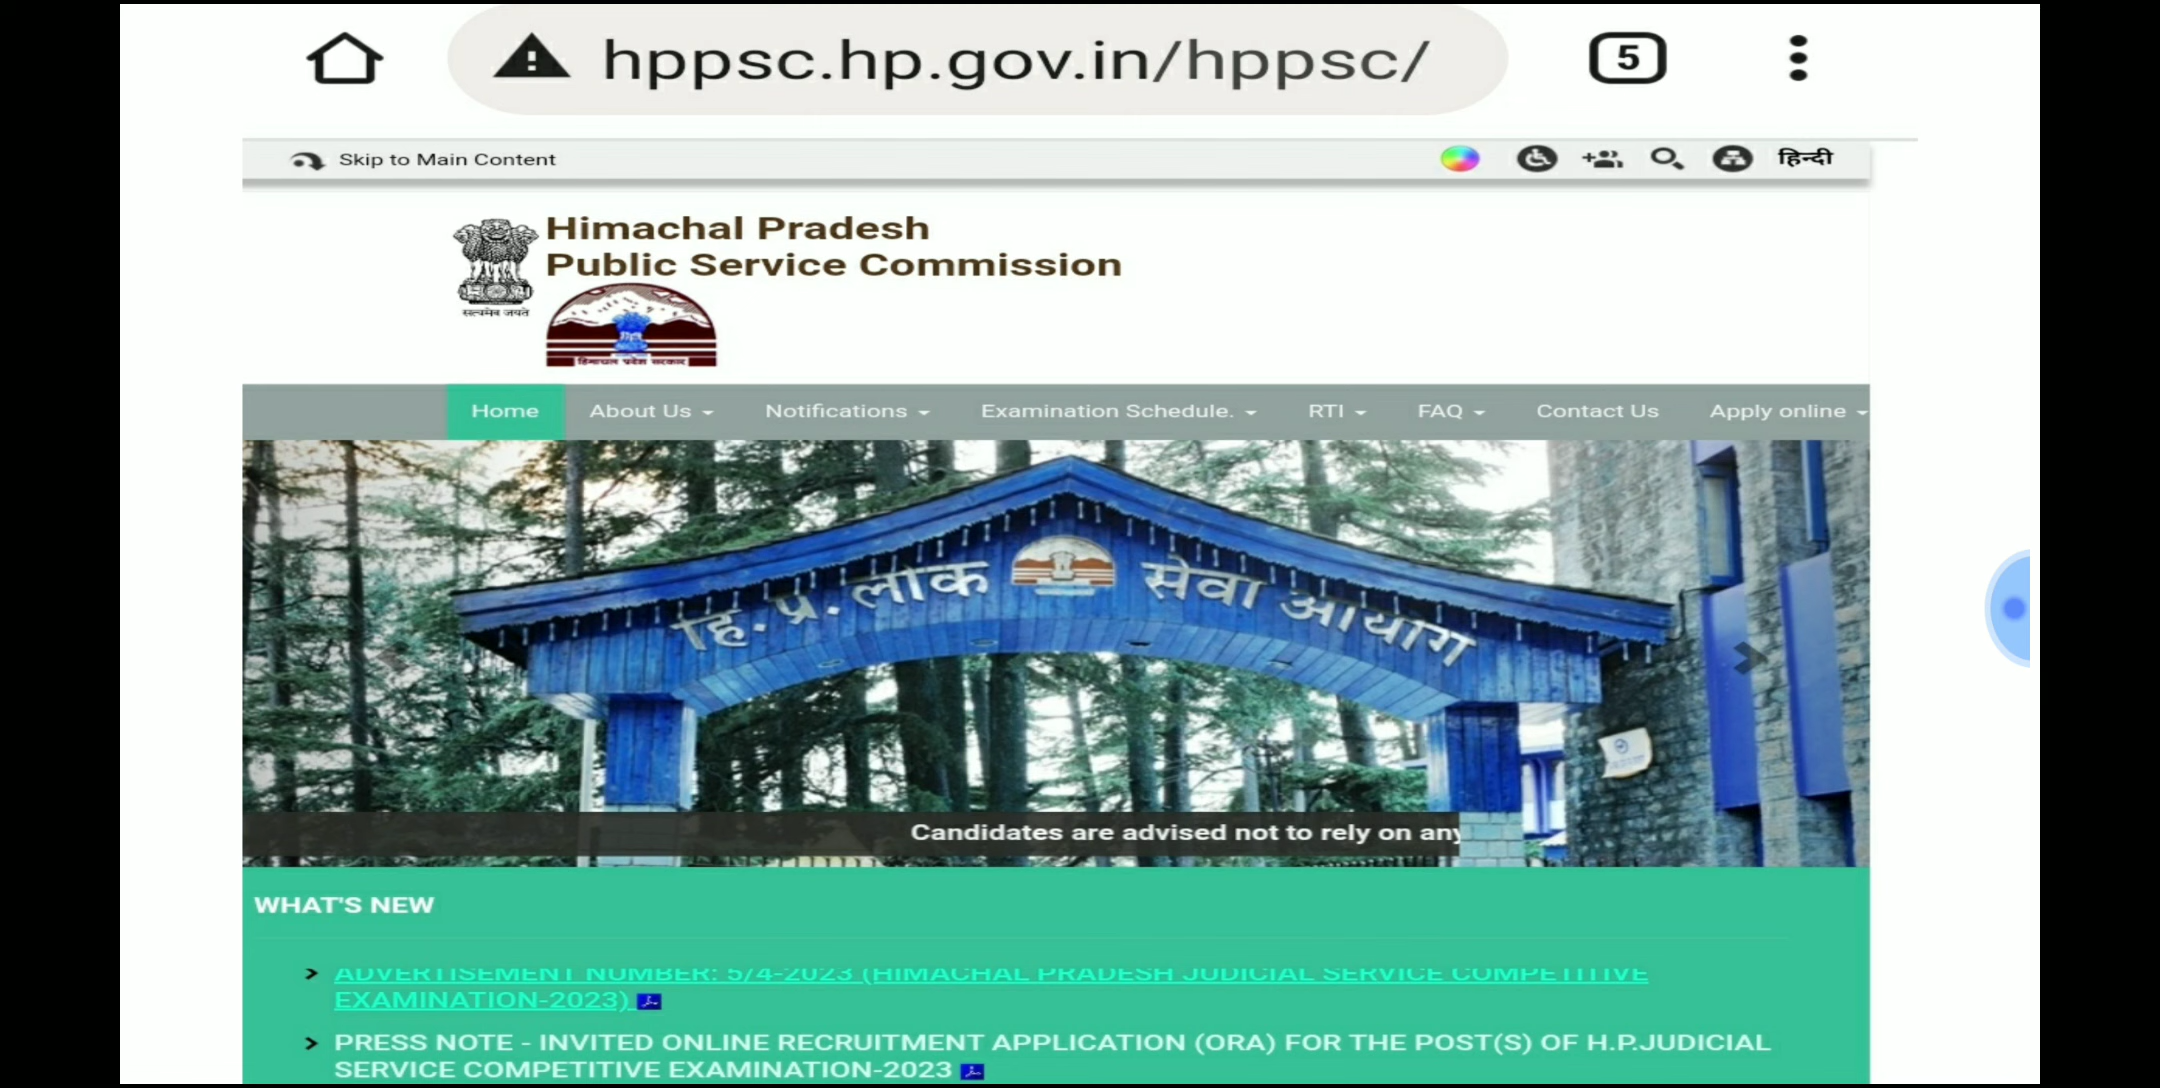 hppsc.hp.gov.in/hppsc/
5
Skip to Main Content
हिन्दी
Himachal Pradesh
Public Service Commission
सत्यमेव जयते
हिमाचल प्रदेश सरकार
Home About Us Notifications Examination Schedule. RTI FAQ Contact Us Apply online
हि. प्र. लोक सेवा आयोग
Candidates are advised not to rely on any
WHAT'S NEW
ADVERTISEMENT NUMBER: 5/4-2023 (HIMACHAL PRADESH JUDICIAL SERVICE COMPETITIVE
EXAMINATION-2023)
PRESS NOTE - INVITED ONLINE RECRUITMENT APPLICATION (ORA) FOR THE POST(S) OF H.P.JUDICIAL
SERVICE COMPETITIVE EXAMINATION-2023